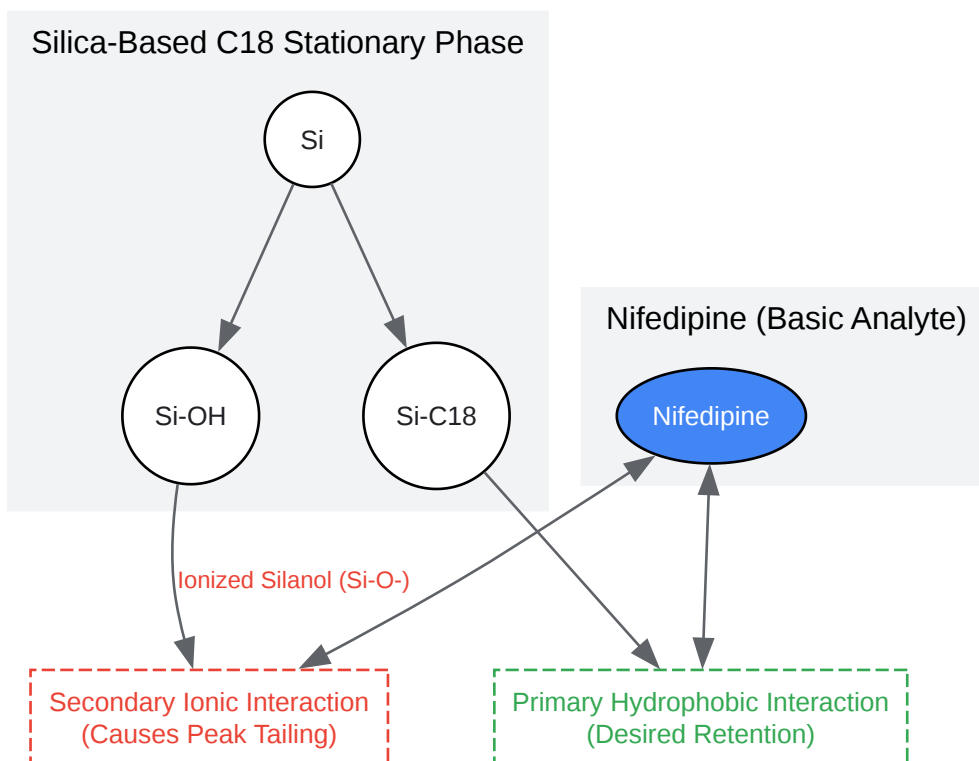 Silica-Based C18 Stationary Phase
Si
Nifedipine (Basic Analyte)
Si-OH
Si-C18
Nifedipine
Ionized Silanol (Si-O-)
Secondary Ionic Interaction
(Causes Peak Tailing)
Primary Hydrophobic Interaction
(Desired Retention)